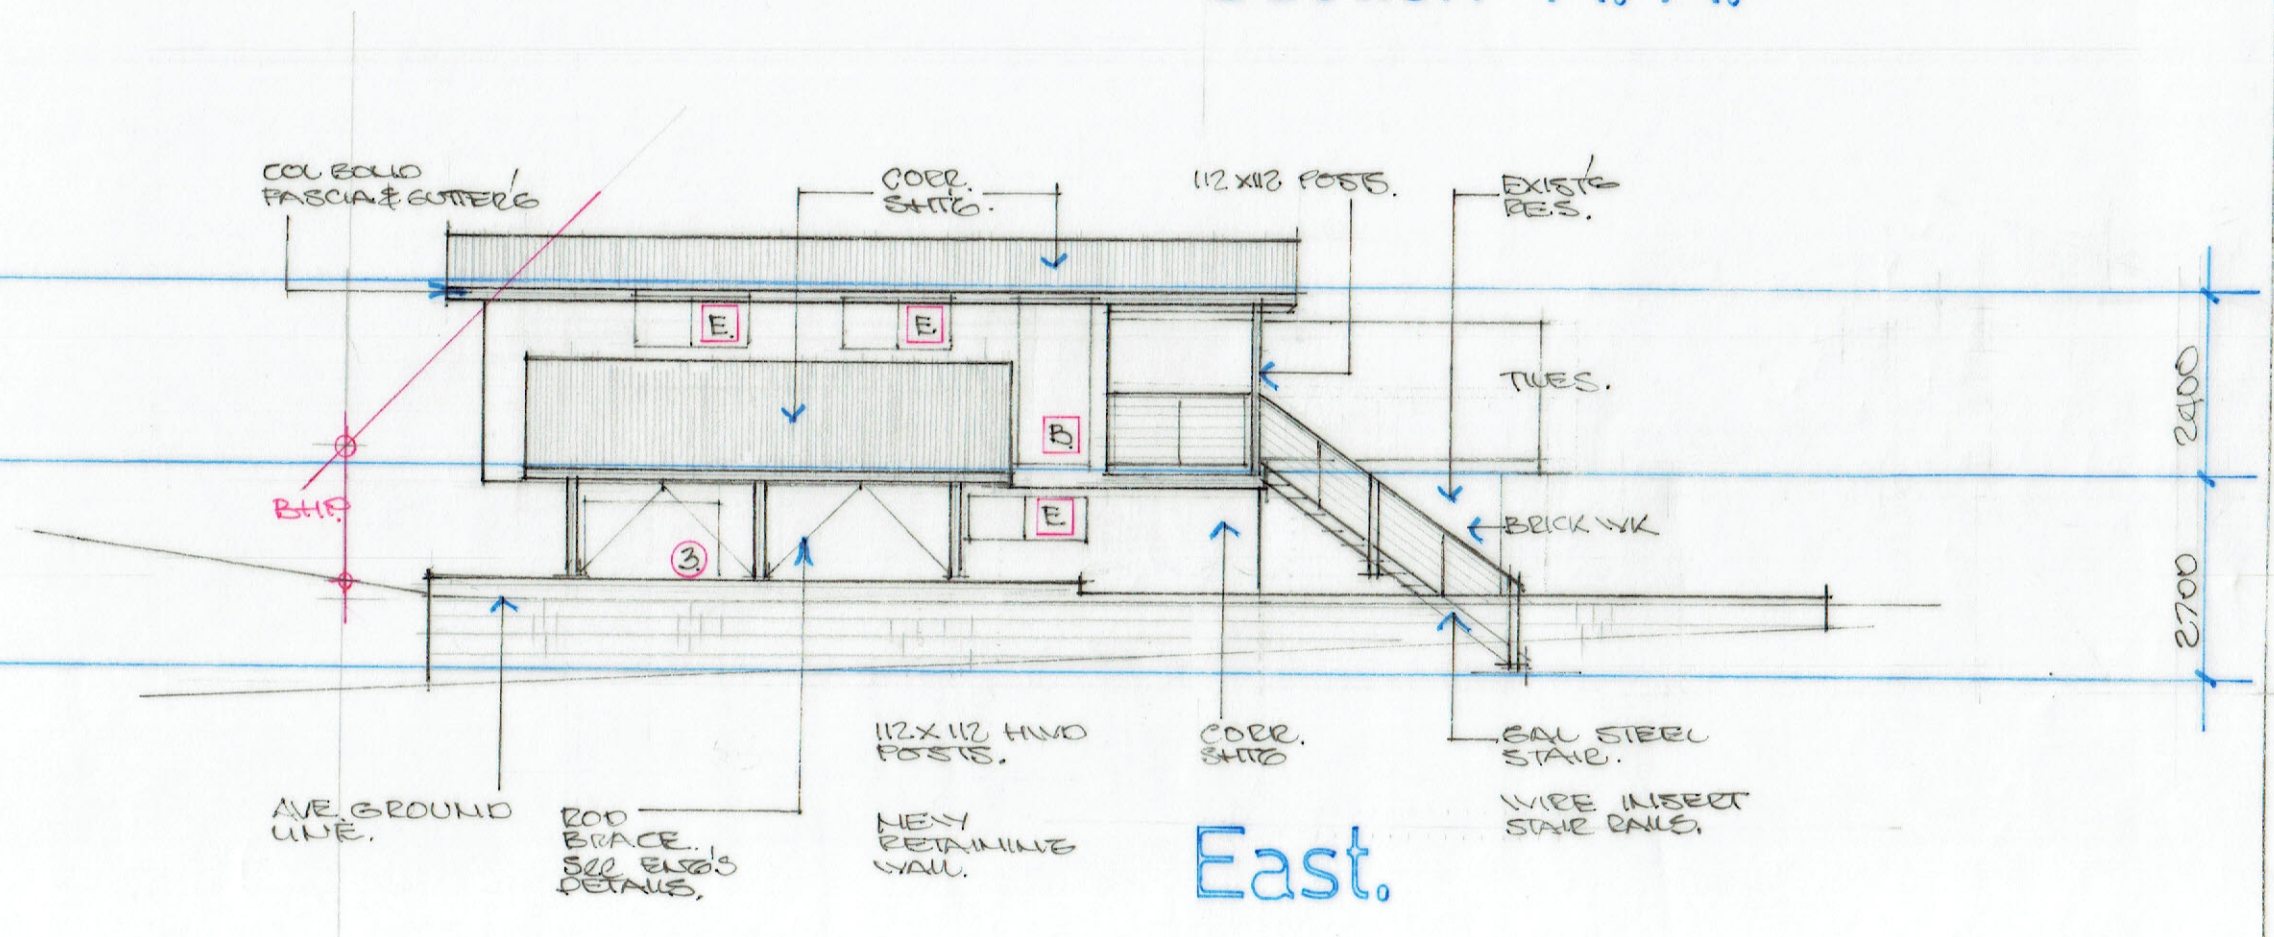 COLBOND
FASCIA & GUTTER'G
CORR.
SHT'G.
112 X112 POSTS.
EXIST'G
RES.
E.
E.
TILES.
2400
B.
BHP.
E
BRICK WK
3.
2700
112 X 112 HWD
POSTS.
CORR.
SHT'G
GAL STEEL
STAIR.
AVE. GROUND
LINE.
ROD
BRACE.
SEE ENG'S
DETAILS.
NEW
RETAINING
WALL.
WIRE INSERT
STAIR RAILS.
East.